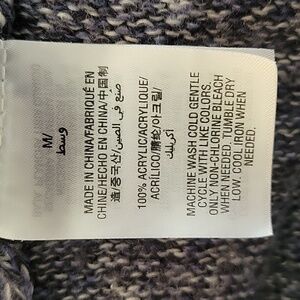 M/
وسط
MADE IN CHINA/FABRIQUÉ EN
CHINE/HECHO EN CHINA/中国制
造/중국산/صنع في الصين
100% ACRYLIC/ACRYLIQUE/
ACRÍLICO/腈纶/아크릴/
اكريليك
MACHINE WASH COLD GENTLE
CYCLE WITH LIKE COLORS.
ONLY NON-CHLORINE BLEACH
WHEN NEEDED. TUMBLE DRY
LOW. COOL IRON WHEN
NEEDED.